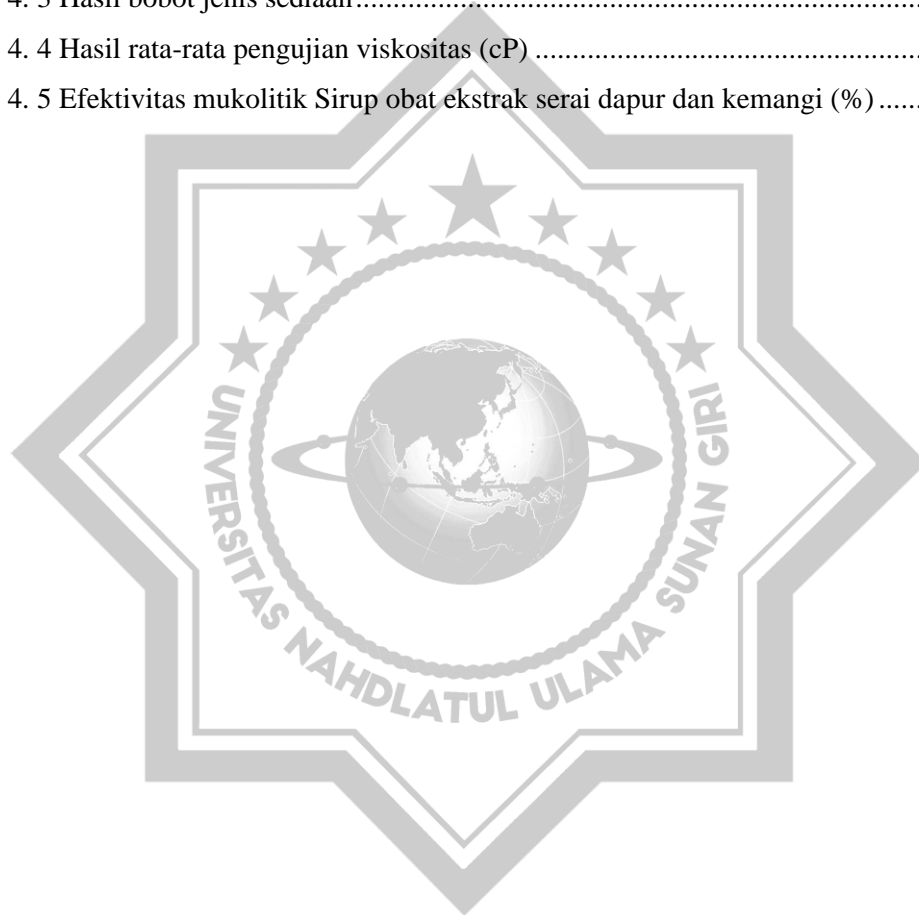 4. 3 Hasil bobot jenis sediaan........................................................................................
4. 4 Hasil rata-rata pengujian viskositas (cP) ..........................................................
4. 5 Efektivitas mukolitik Sirup obat ekstrak serai dapur dan kemangi (%) ......
UNIVERSITAS NAHDLATUL ULAMA SUNAN GIRI